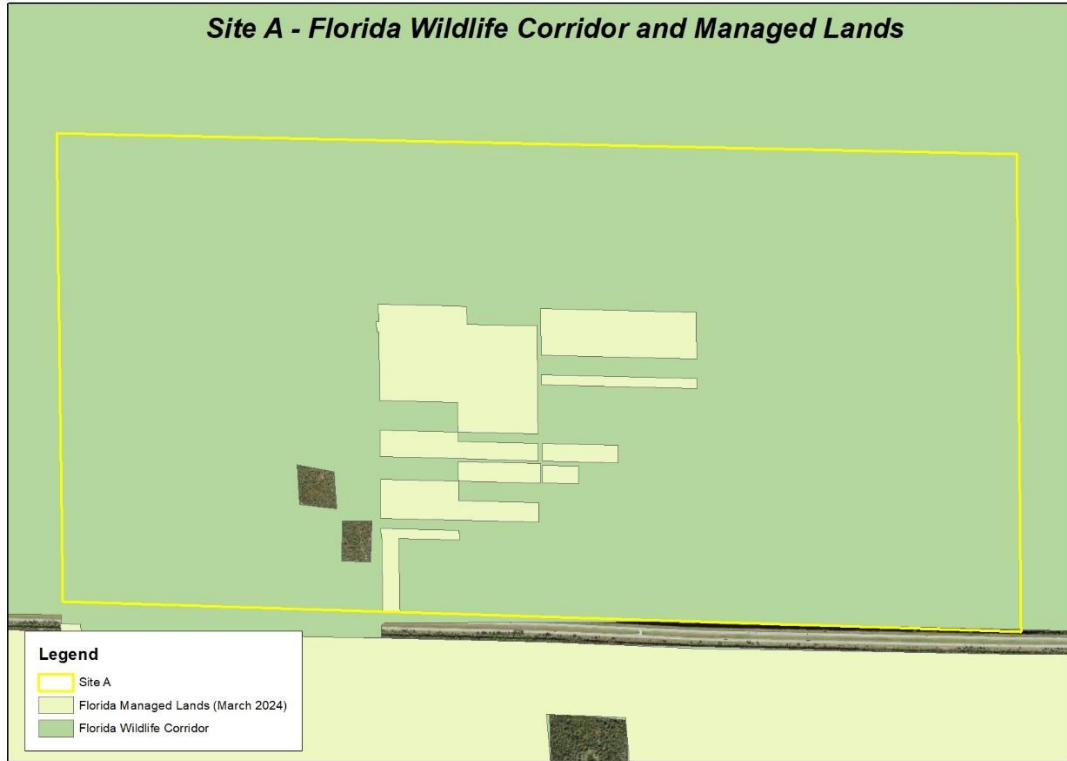 Site A - Florida Wildlife Corridor and Managed Lands
Legend
Site A
Florida Managed Lands (March 2024)
Florida Wildlife Corridor